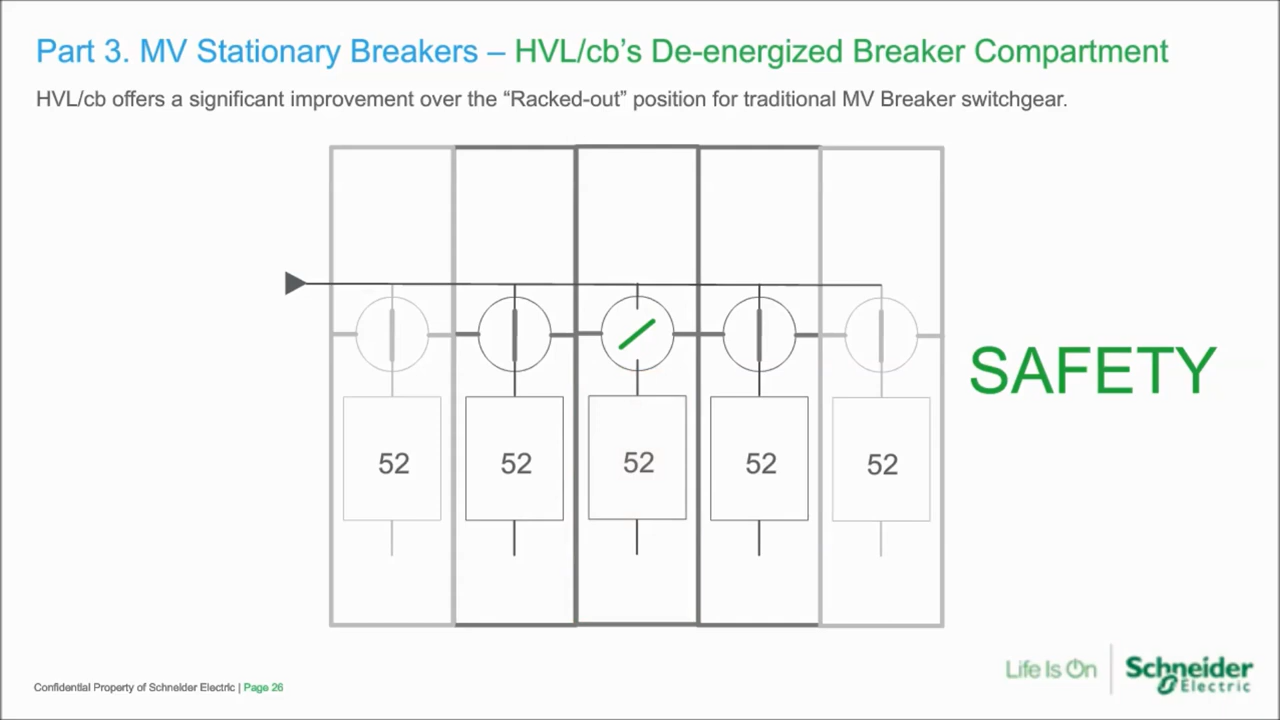 Part 3. MV Stationary Breakers – HVL/cb’s De-energized Breaker Compartment
HVL/cb offers a significant improvement over the “Racked-out” position for traditional MV Breaker switchgear.
SAFETY
52 52 52 52 52
Confidential Property of Schneider Electric | Page 26
Life Is On
Schneider
Electric